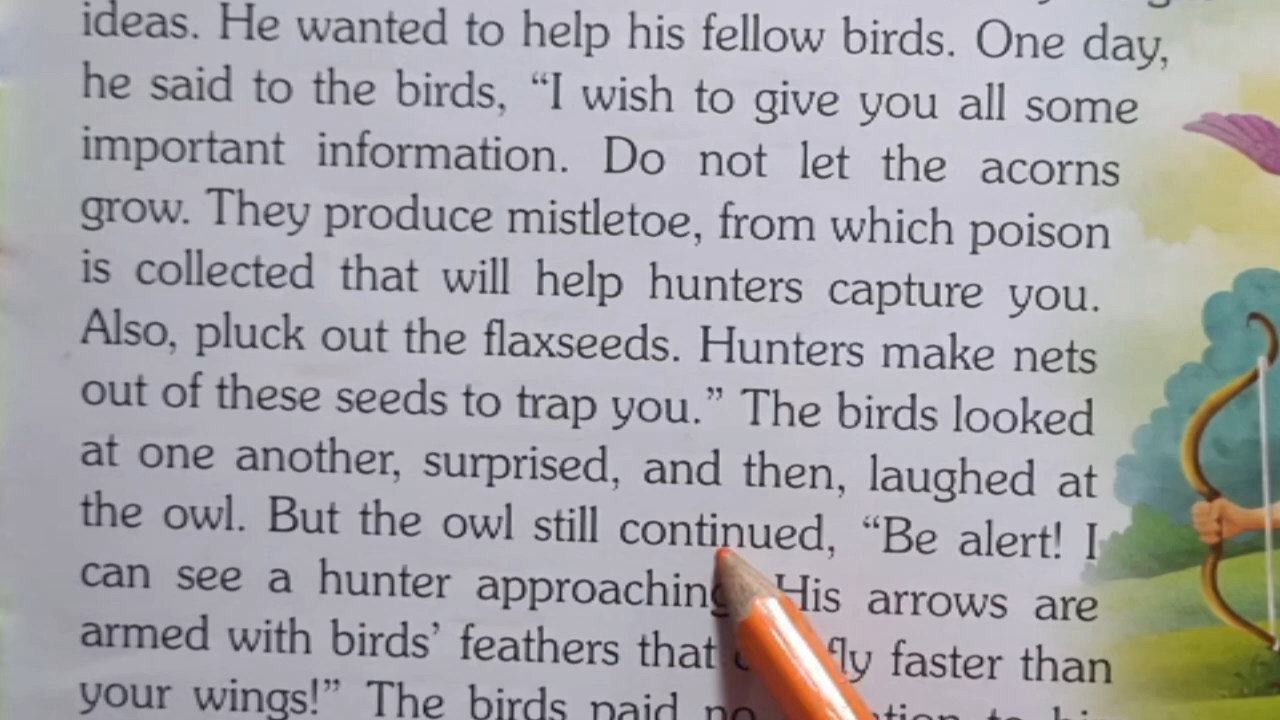 ideas. He wanted to help his fellow birds. One day,
he said to the birds, “I wish to give you all some
important information. Do not let the acorns
grow. They produce mistletoe, from which poison
is collected that will help hunters capture you.
Also, pluck out the flaxseeds. Hunters make nets
out of these seeds to trap you.” The birds looked
at one another, surprised, and then, laughed at
the owl. But the owl still continued, “Be alert! I
can see a hunter approaching His arrows are
armed with birds’ feathers that fly faster than
your wings!” The birds paid no